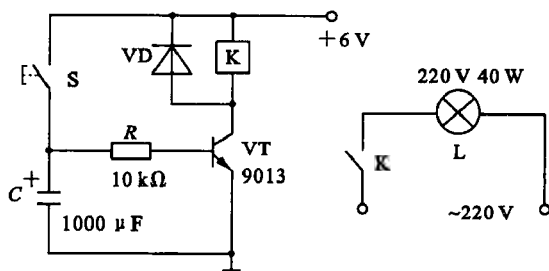 +6 V
VD
K
S
220 V 40 W
R
VT
10 kΩ
9013
K
L
C
+
1000 μF
~220 V